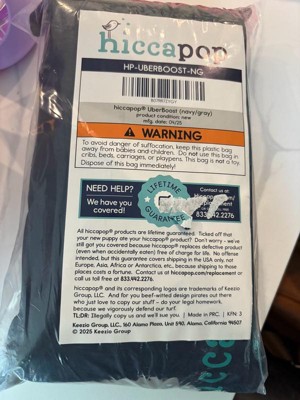 hiccapop
HP-UBERBOOST-NG
hiccapop® UberBoost (navy/gray)
product condition: new
mfg. date: 04/25
WARNING
To avoid danger of suffocation, keep this plastic bag
away from babies and children. Do not use this bag in
cribs, beds, carriages, or playpens. This bag is not a toy.
Dispose of this bag immediately!
NEED HELP?
We have you
covered!
LIFETIME
GUARANTEE
Contact us at:
833.42.2276
All hiccapop® products are lifetime guaranteed. Ticked off that
your new puppy ate your hiccapop® product? Don't worry - we've
still got you covered because hiccapop® replaces defective product
(even when accidentally eaten) free of charge for life. No offense
intended, but this guarantee covers shipping in the USA only, not
Europe, Asia, Africa or Antarctica, etc., because shipping to those
places costs a fortune. Contact us at hiccapop.com/replacement or
call us toll free at 833.42.2276.
hiccapop® and its corresponding logos are trademarks of Keezio
Group, LLC. And for you beef-witted design pirates out there
who just love to copy our stuff - do your legal homework,
because we vigorously defend our turf.
TL;DR: Illegally copy us and we'll sue you. | Made in PRC. | KFN: 3
Keezio Group, LLC., 160 Alamo Plaza. Unit 590, Alamo, California 94507
© 2025 Keezio Group